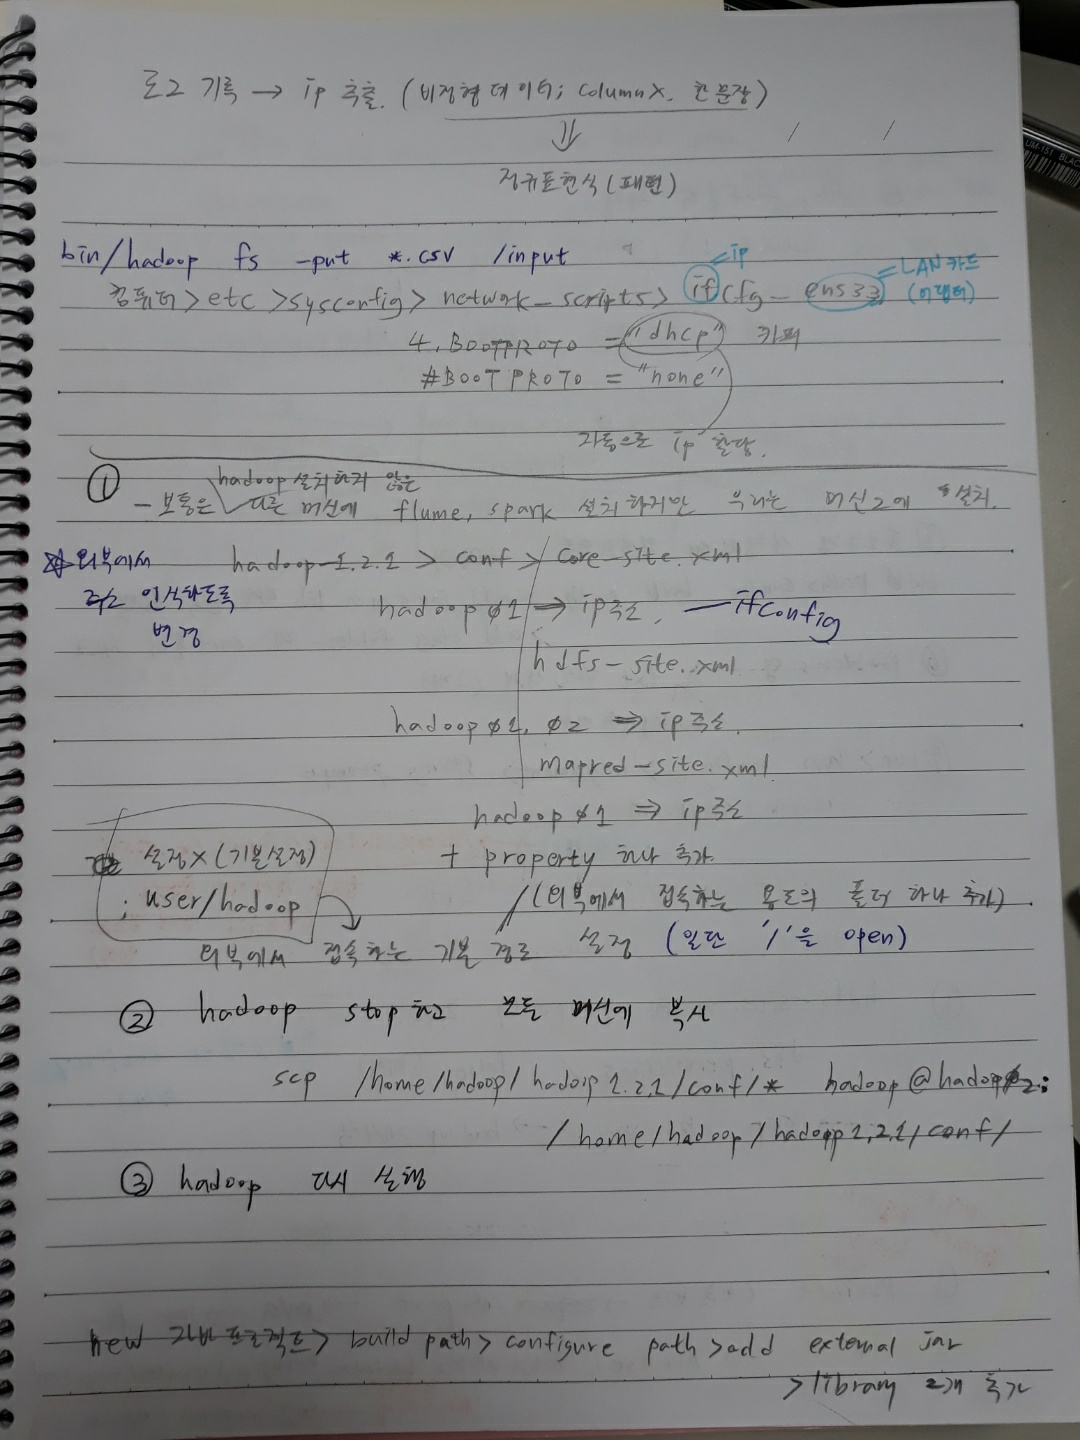 로그 기록 → ip 추출. (비정형 데이터; column X. 한 문장)
⇓
정규표현식 (패턴)
bin/hadoop fs -put *.csv /input
= ip
= LAN 카드 (어댑터)
컴퓨터 > etc > sysconfig > network_scripts > ifcfg-ens33
4. BOOTPROTO = "dhcp" 카피
#BOOTPROTO = "none"
자동으로 ip 할당.
① hadoop 설치하지 않은
- 보통은 다른 머신에 flume, spark 설치하지만 우리는 머신2에 설치.
☆ 외부에서 주소 인식하도록 변경
hadoop-1.2.1 > conf > core-site.xml
hadoop01 → ip주소. — ifconfig
hdfs-site.xml
hadoop01, 02 ⇒ ip주소.
mapred-site.xml
hadoop01 ⇒ ip주소
설정X (기본설정)
; user/hadoop
+ property 하나 추가.
/(외부에서 접속하는 용도의 폴더 하나 추가)
외부에서 접속하는 기본 경로 설정 (일단 '/'을 open)
② hadoop stop하고 모든 머신에 복사
scp /home/hadoop/hadoop1.2.1/conf/* hadoop@hadoop02:
/home/hadoop/hadoop1.2.1/conf/
③ hadoop 다시 실행
new 자바프로젝트 > build path > configure path > add external jar
> library 2개 추가